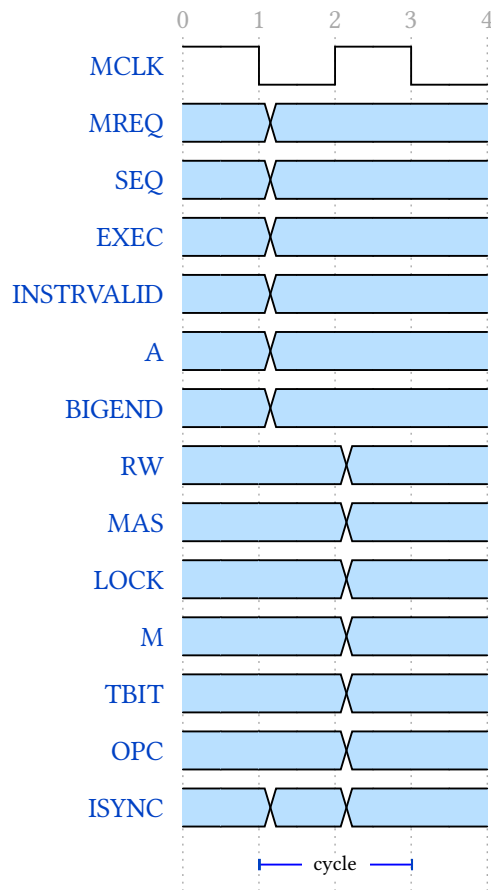 0 1 2 3 4
MCLK
MREQ
SEQ
EXEC
INSTRVALID
A
BIGEND
RW
MAS
LOCK
M
TBIT
OPC
ISYNC
cycle